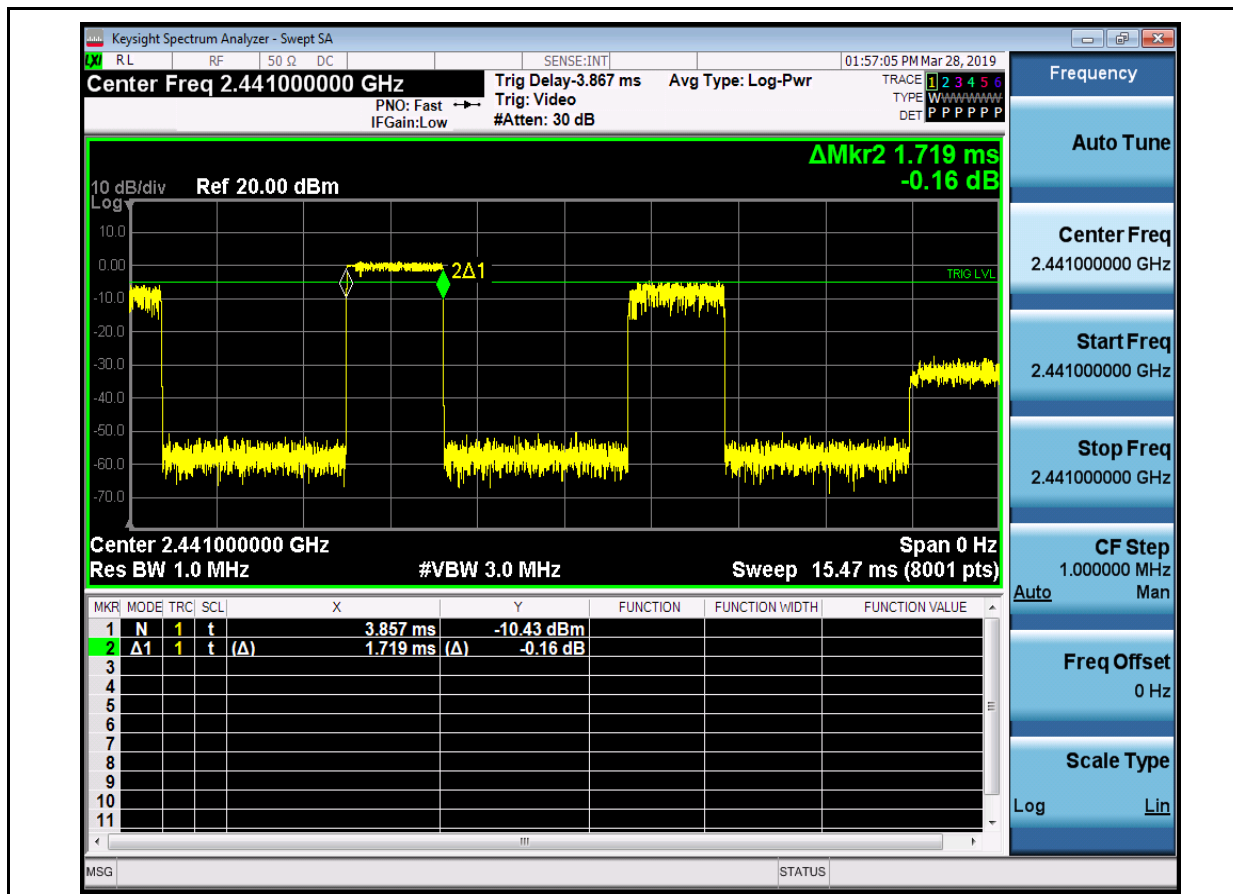 Keysight Spectrum Analyzer - Swept SA
LXI RL RF 50 Ω DC SENSE:INT 01:57:05 PM Mar 28, 2019
Center Freq 2.441000000 GHz
PNO: Fast
IFGain:Low
Trig Delay-3.867 ms
Trig: Video
#Atten: 30 dB
Avg Type: Log-Pwr
TRACE 1 2 3 4 5 6
TYPE WWWWWW
DET P P P P P P
ΔMkr2 1.719 ms
-0.16 dB
10 dB/div Ref 20.00 dBm
Log
10.0
0.00
-10.0
-20.0
-30.0
-40.0
-50.0
-60.0
-70.0
2Δ1
TRIG LVL
Center 2.441000000 GHz Span 0 Hz
Res BW 1.0 MHz #VBW 3.0 MHz Sweep 15.47 ms (8001 pts)
MKR MODE TRC SCL X Y FUNCTION FUNCTION WIDTH FUNCTION VALUE
1 N 1 t 3.857 ms -10.43 dBm
2 Δ1 1 t (Δ) 1.719 ms (Δ) -0.16 dB
3
4
5
6
7
8
9
10
11
MSG STATUS
Frequency
Auto Tune
Center Freq
2.441000000 GHz
Start Freq
2.441000000 GHz
Stop Freq
2.441000000 GHz
CF Step
1.000000 MHz
Auto Man
Freq Offset
0 Hz
Scale Type
Log Lin